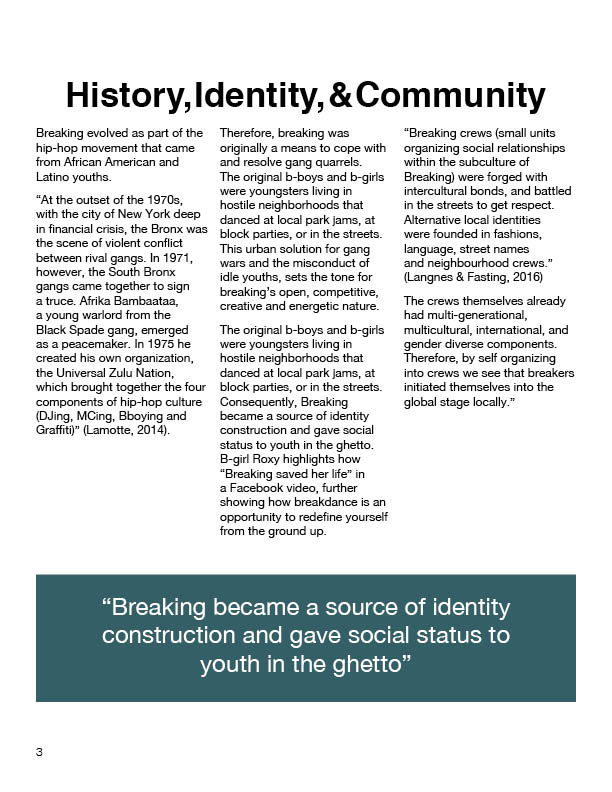 History, Identity, & Community
Breaking evolved as part of the
hip-hop movement that came
from African American and
Latino youths.
“At the outset of the 1970s,
with the city of New York deep
in financial crisis, the Bronx was
the scene of violent conflict
between rival gangs. In 1971,
however, the South Bronx
gangs came together to sign
a truce. Afrika Bambaataa,
a young warlord from the
Black Spade gang, emerged
as a peacemaker. In 1975 he
created his own organization,
the Universal Zulu Nation,
which brought together the four
components of hip-hop culture
(DJing, MCing, Bboying and
Graffiti)” (Lamotte, 2014).
Therefore, breaking was
originally a means to cope with
and resolve gang quarrels.
The original b-boys and b-girls
were youngsters living in
hostile neighborhoods that
danced at local park jams, at
block parties, or in the streets.
This urban solution for gang
wars and the misconduct of
idle youths, sets the tone for
breaking’s open, competitive,
creative and energetic nature.
The original b-boys and b-girls
were youngsters living in
hostile neighborhoods that
danced at local park jams, at
block parties, or in the streets.
Consequently, Breaking
became a source of identity
construction and gave social
status to youth in the ghetto.
B-girl Roxy highlights how
“Breaking saved her life” in
a Facebook video, further
showing how breakdance is an
opportunity to redefine yourself
from the ground up.
“Breaking crews (small units
organizing social relationships
within the subculture of
Breaking) were forged with
intercultural bonds, and battled
in the streets to get respect.
Alternative local identities
were founded in fashions,
language, street names
and neighbourhood crews.”
(Langnes & Fasting, 2016)
The crews themselves already
had multi-generational,
multicultural, international, and
gender diverse components.
Therefore, by self organizing
into crews we see that breakers
initiated themselves into the
global stage locally.”
“Breaking became a source of identity
construction and gave social status to
youth in the ghetto”
3